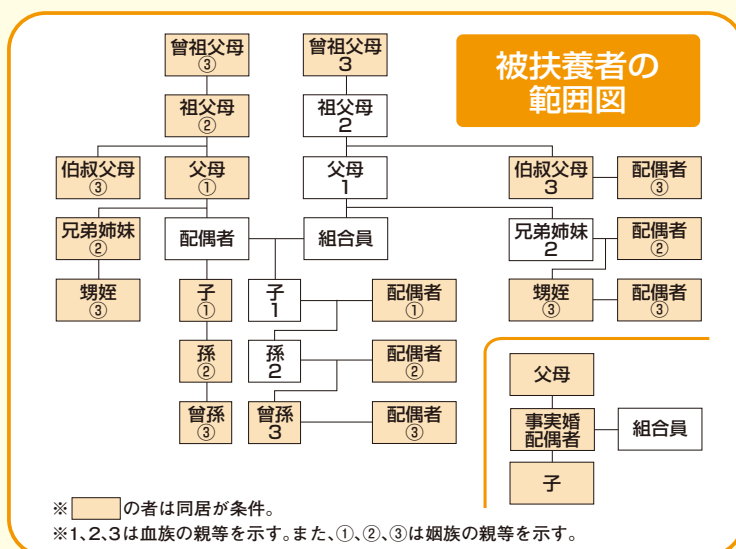 被扶養者の
範囲図
曾祖父母
③
曾祖父母
3
祖父母
②
祖父母
2
伯叔父母
③
父母
①
父母
1
伯叔父母
3
配偶者
③
兄弟姉妹
②
配偶者
組合員
兄弟姉妹
2
配偶者
②
甥姪
③
子
①
子
1
配偶者
①
甥姪
③
配偶者
③
孫
②
孫
2
配偶者
②
曾孫
③
曾孫
3
配偶者
③
父母
事実婚
配偶者
組合員
子
※の者は同居が条件。
※1、2、3は血族の親等を示す。また、①、②、③は姻族の親等を示す。